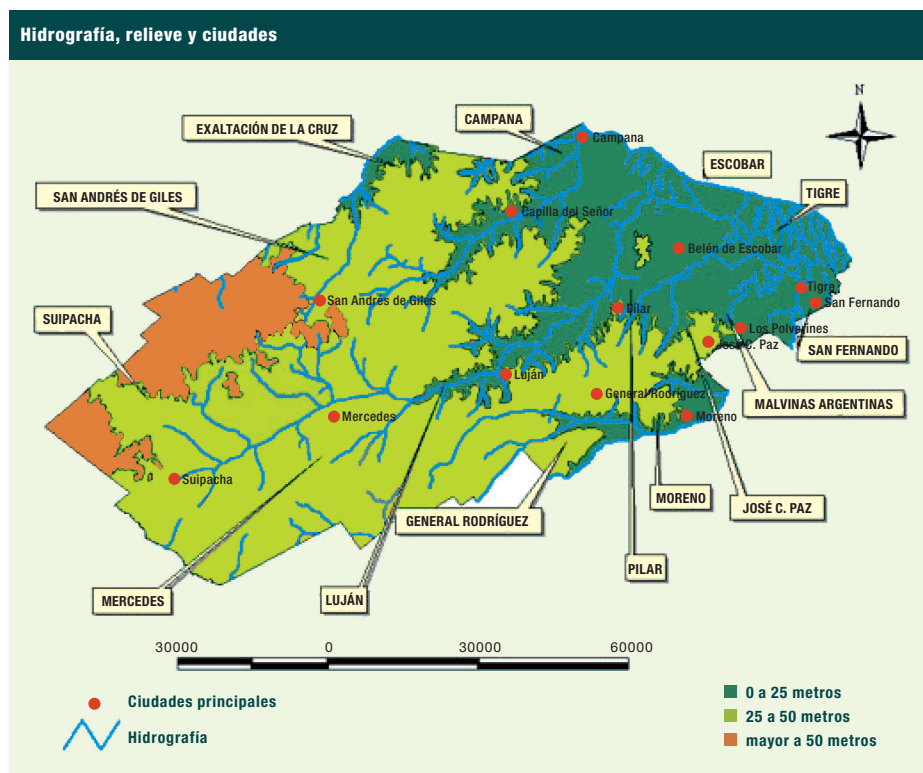 Hidrografía, relieve y ciudades
N
EXALTACIÓN DE LA CRUZ
CAMPANA
Campana
ESCOBAR
SAN ANDRÉS DE GILES
TIGRE
Capilla del Señor
Belén de Escobar
Tigre
San Fernando
San Andrés de Giles
Pilar
SUIPACHA
Los Polvorines
José C. Paz
SAN FERNANDO
Luján
General Rodríguez
MALVINAS ARGENTINAS
Mercedes
Moreno
Suipacha
MORENO
JOSÉ C. PAZ
GENERAL RODRÍGUEZ
PILAR
MERCEDES
LUJÁN
30000 0 30000 60000
Ciudades principales
Hidrografía
0 a 25 metros
25 a 50 metros
mayor a 50 metros